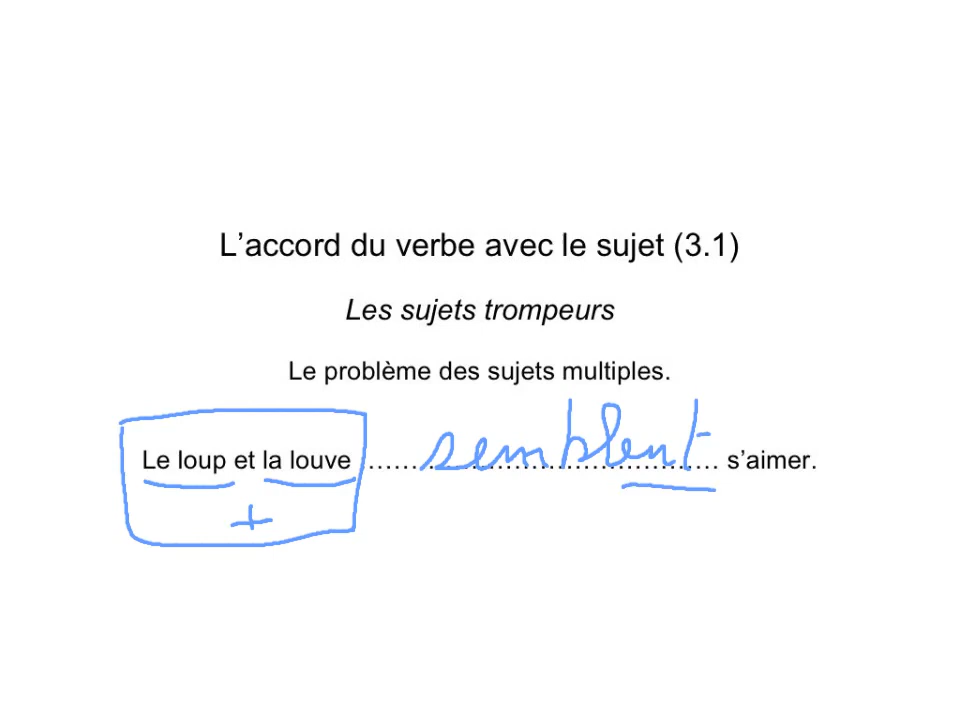 L’accord du verbe avec le sujet (3.1)
Les sujets trompeurs
Le problème des sujets multiples.
Le loup et la louve ……semblent…… s’aimer.
+